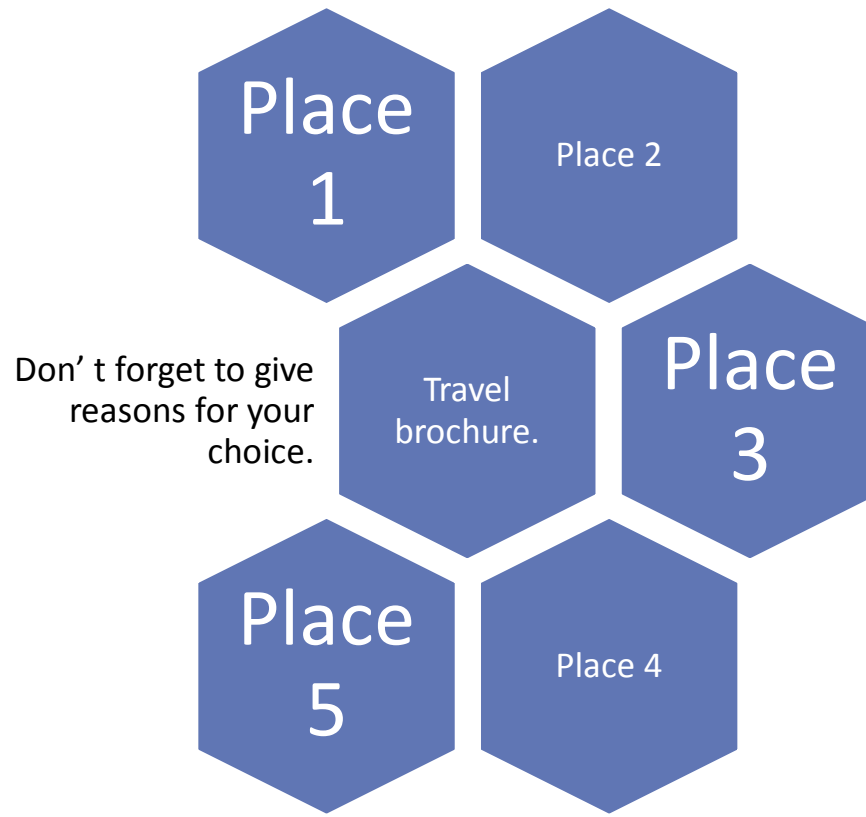 Place
1
Place 2
Don’ t forget to give
reasons for your
choice.
Travel
brochure.
Place
3
Place
5
Place 4